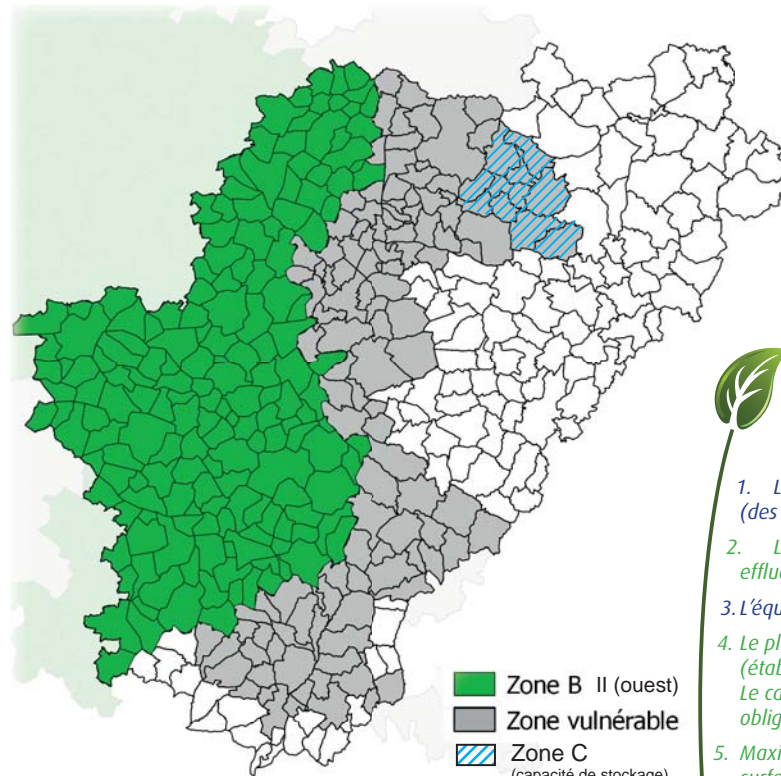 Zone B II (ouest)
Zone vulnérable
Zone C
(capacité de stockage)
1. L
(des
2. L
efflue
3. L'équ
4. Le pl
(étab
Le ca
oblig
5. Maxi
surfa